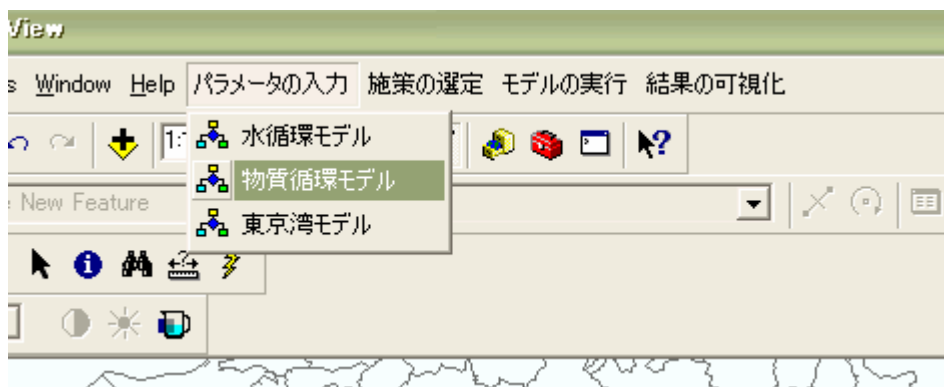 View
s Window Help パラメータの入力 施策の選定 モデルの実行 結果の可視化
1:
水循環モデル
物質循環モデル
New Feature
東京湾モデル